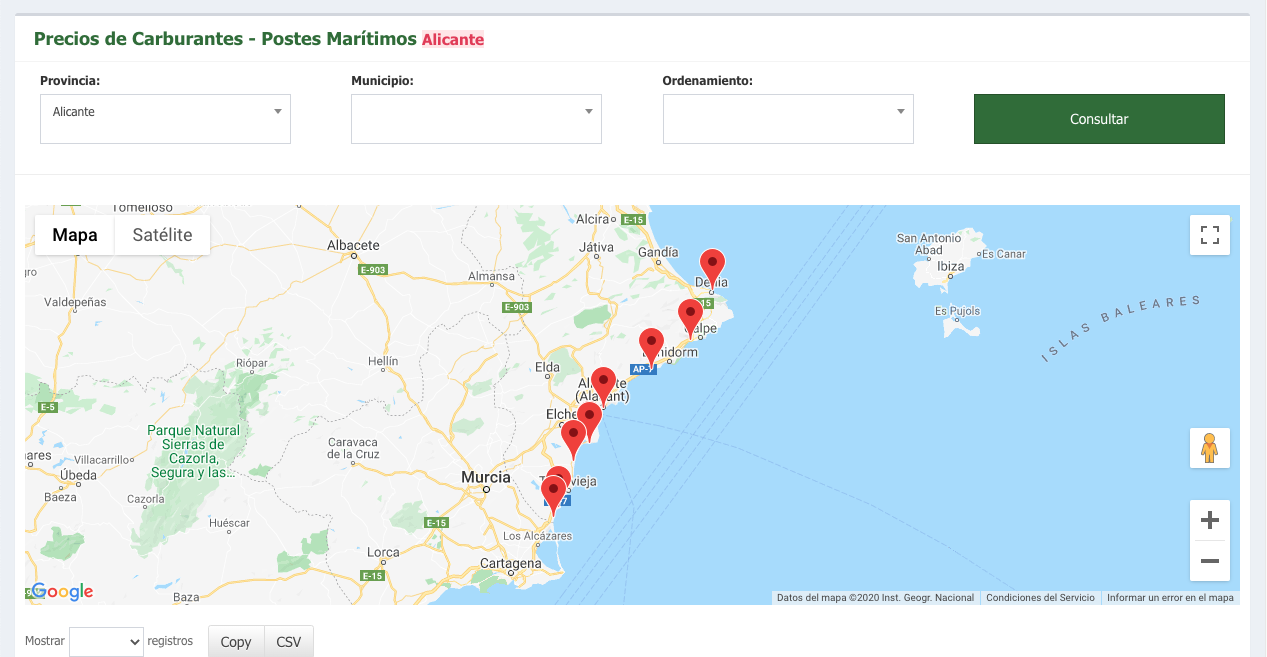 Precios de Carburantes - Postes Marítimos Alicante
Provincia:
Municipio:
Ordenamiento:
Alicante
Consultar
Mapa
Satélite
Tomelloso
Alcira
E-15
Albacete
Játiva
Gandía
San Antonio
Abad
Es Canar
E-903
Almansa
Ibiza
Denia
Valdepeñas
E-903
15
Es Pujols
ISLAS BALEARES
Calpe
Benidorm
Riópar
Hellín
Elda
AP-7
Alicante
(Alacant)
E-5
Elche
Parque Natural
Sierras de
Cazorla,
Segura y las...
Caravaca
de la Cruz
Villacarrillo
Úbeda
Murcia
Torrevieja
Baeza
Cazorla
Huéscar
E-15
Los Alcázares
Lorca
Cartagena
E-15
Baza
Google
Datos del mapa ©2020 Inst. Geogr. Nacional
Condiciones del Servicio
Informar un error en el mapa
Mostrar
registros
Copy
CSV